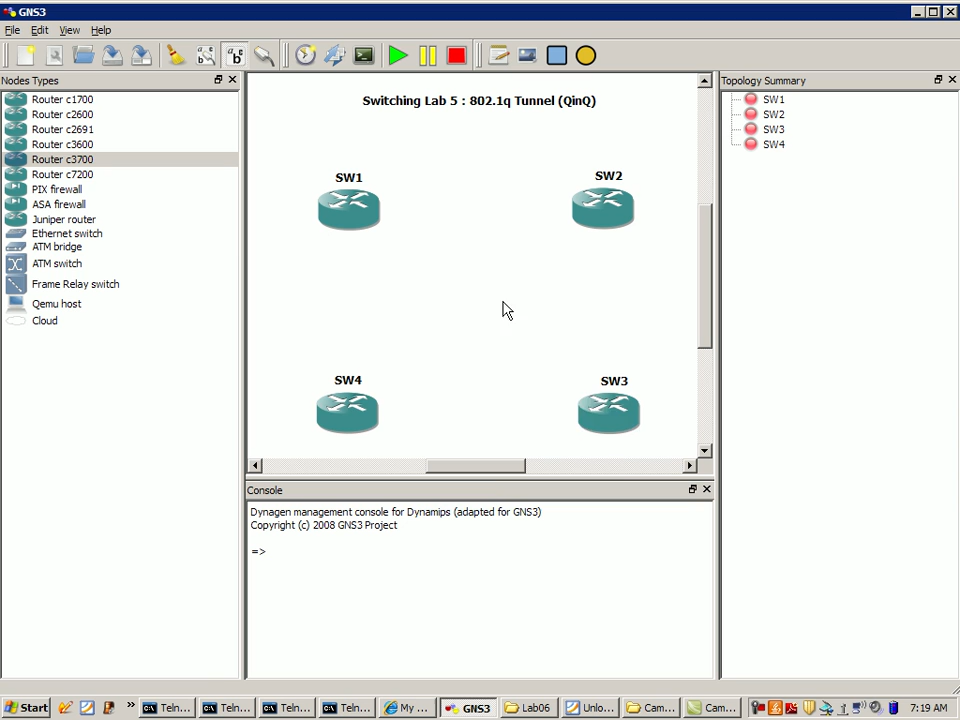 GNS3
File Edit View Help
Nodes Types
Router c1700
Router c2600
Router c2691
Router c3600
Router c3700
Router c7200
PIX firewall
ASA firewall
Juniper router
Ethernet switch
ATM bridge
ATM switch
Frame Relay switch
Qemu host
Cloud
Switching Lab 5 : 802.1q Tunnel (QinQ)
SW1
SW2
SW4
SW3
Console
Dynagen management console for Dynamips (adapted for GNS3)
Copyright (c) 2008 GNS3 Project
=>
Topology Summary
SW1
SW2
SW3
SW4
Start
Teln...
Teln...
Teln...
Teln...
My ...
GNS3
Lab06
Unlo...
Cam...
Cam...
7:19 AM